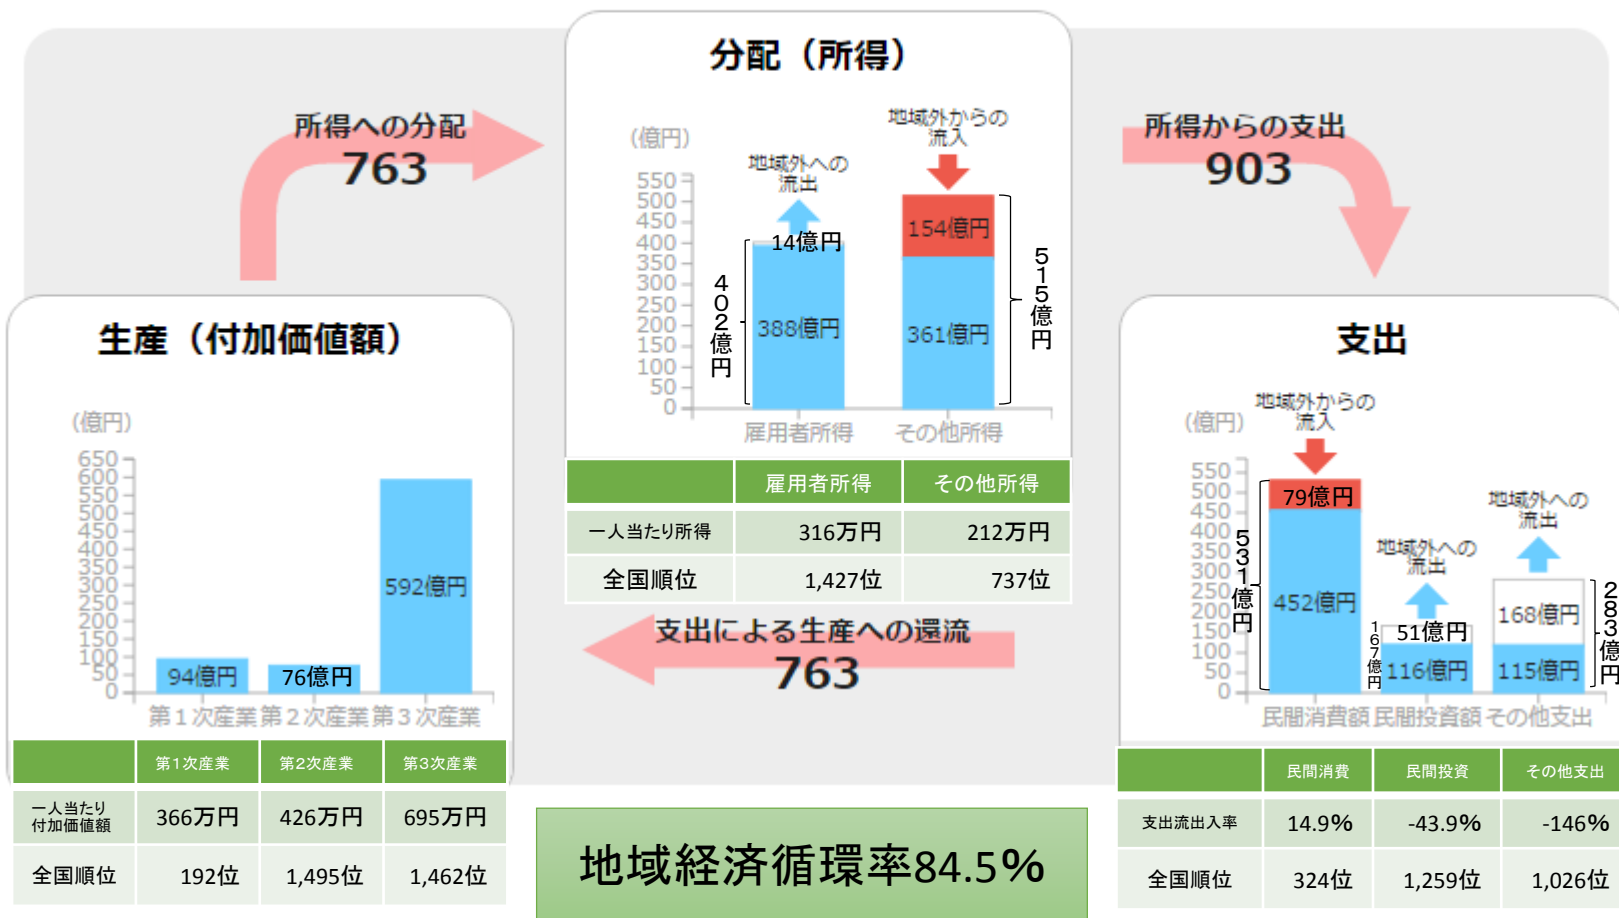 分配（所得）
所得への分配
763
（億円）
地域外への
流出
地域外からの
流入
550
500
450
400
350
300
250
200
150
100
50
0
14億円
388億円
402億円
154億円
361億円
515億円
雇用者所得
その他所得
雇用者所得 その他所得
一人当たり所得 316万円 212万円
全国順位 1,427位 737位
所得からの支出
903
生産（付加価値額）
（億円）
650
600
550
500
450
400
350
300
250
200
150
100
50
0
94億円
76億円
592億円
第１次産業
第２次産業
第３次産業
第1次産業 第2次産業 第3次産業
一人当たり
付加価値額
366万円 426万円 695万円
全国順位 192位 1,495位 1,462位
支出による生産への還流
763
地域経済循環率84.5%
支出
（億円）
地域外からの
流入
地域外への
流出
地域外への
流出
550
500
450
400
350
300
250
200
150
100
50
0
79億円
452億円
531億円
51億円
116億円
167億円
168億円
115億円
283億円
民間消費額
民間投資額
その他支出
民間消費 民間投資 その他支出
支出流出入率 14.9% -43.9% -146%
全国順位 324位 1,259位 1,026位